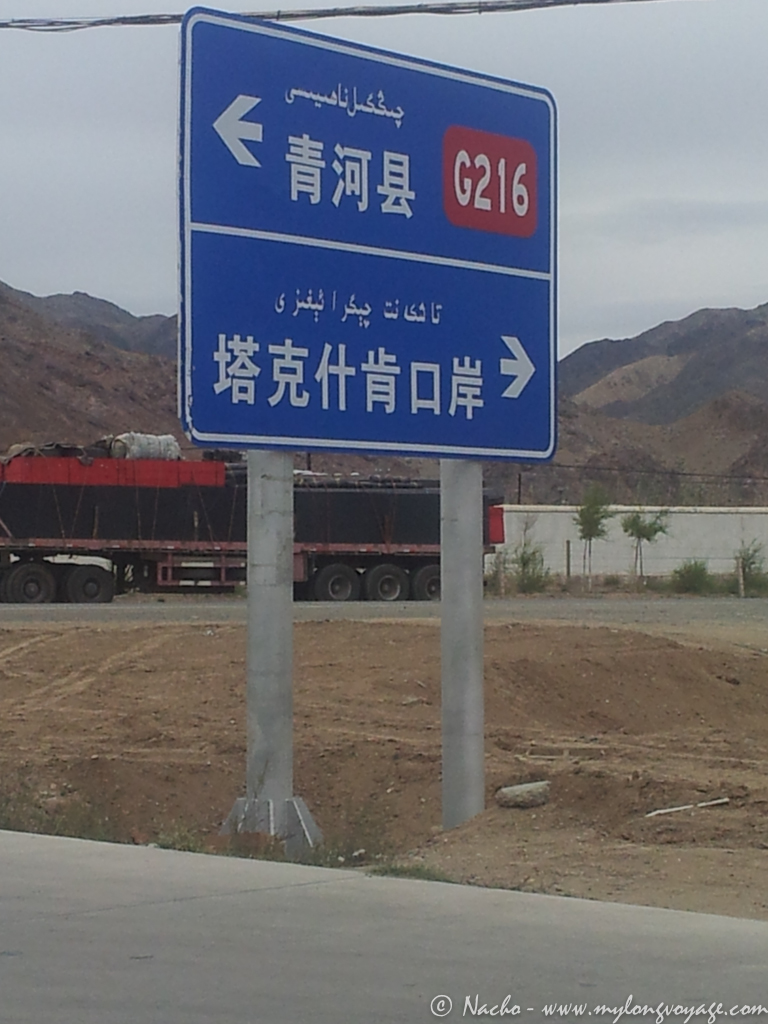 چىڭگىل ناھىيىسى
青河县
G216
塔克什肯口岸
© Nacho - www.mylongvoyage.com